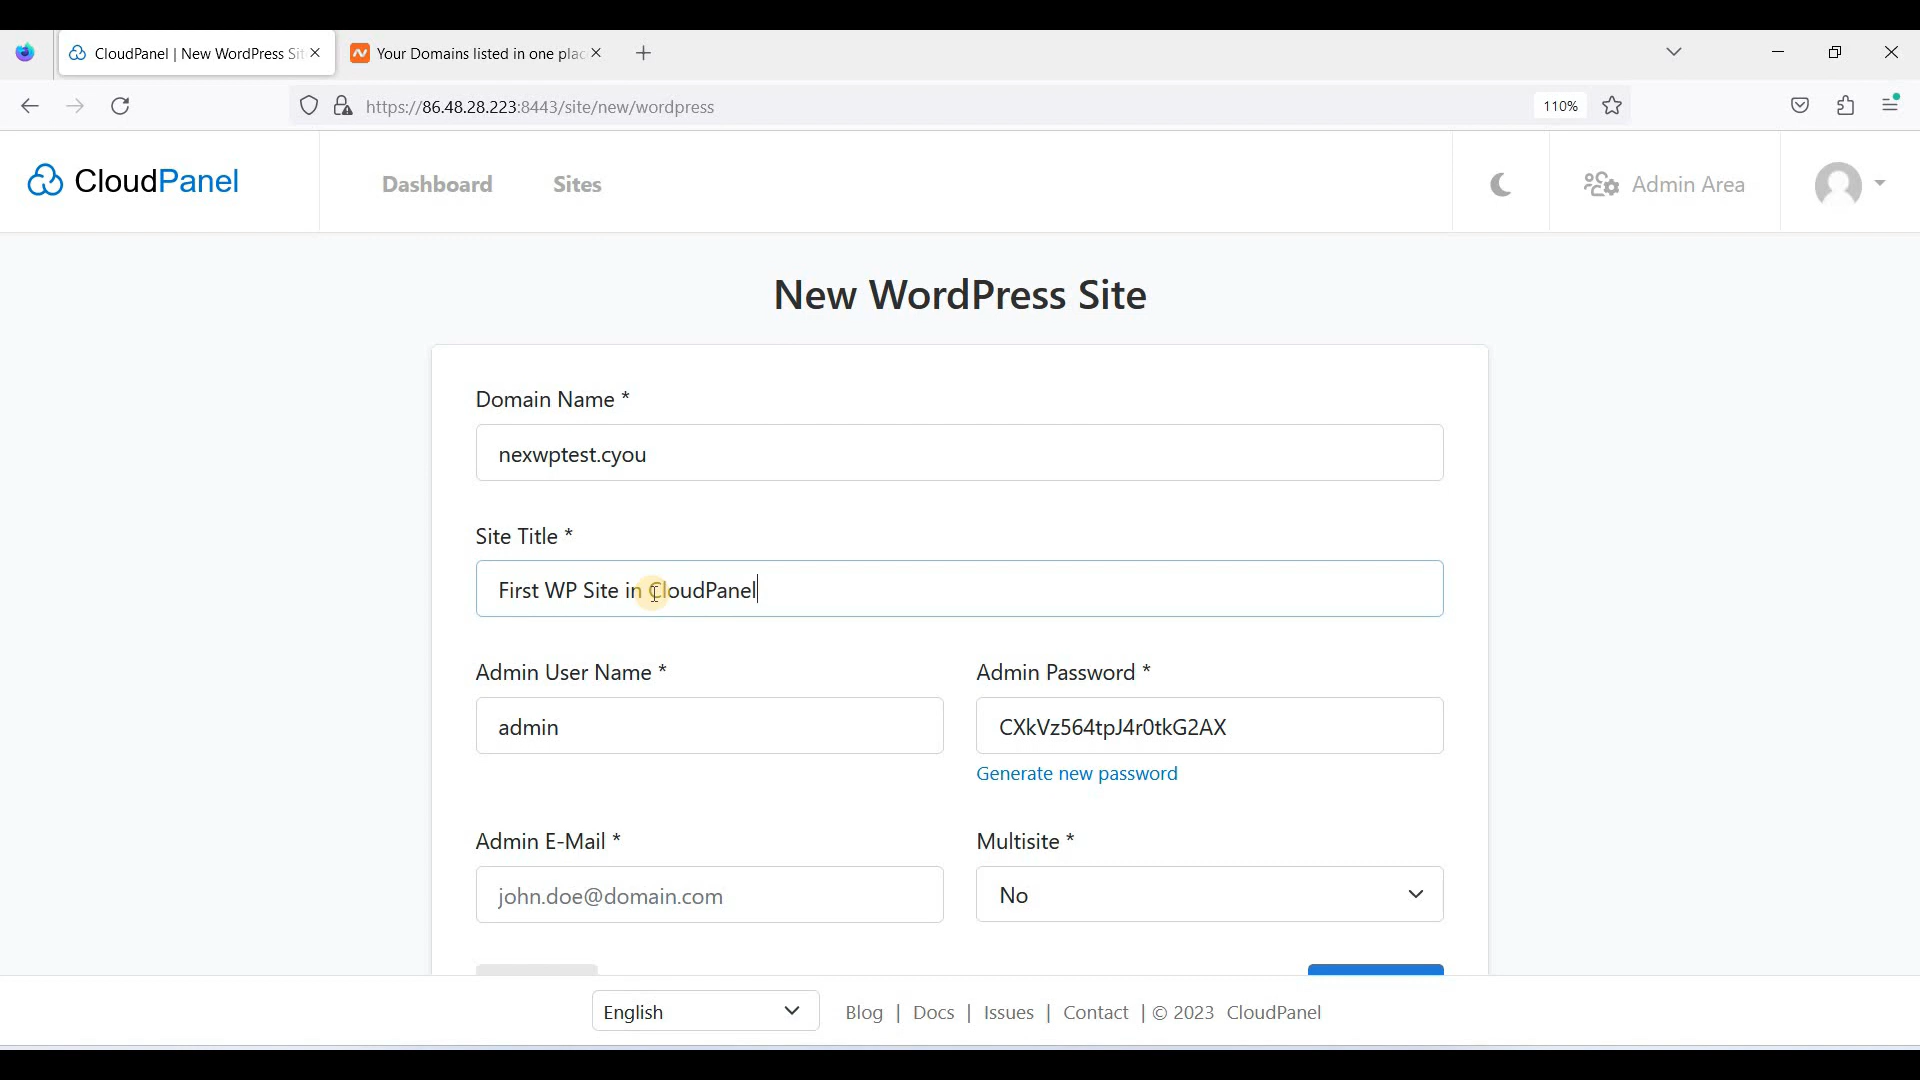 CloudPanel | New WordPress Sit
Your Domains listed in one plac
https://86.48.28.223:8443/site/new/wordpress
110%
CloudPanel
Dashboard
Sites
Admin Area
New WordPress Site
Domain Name *
nexwptest.cyou
Site Title *
First WP Site in CloudPanel
Admin User Name *
Admin Password *
admin
CXkVz564tpJ4r0tkG2AX
Generate new password
Admin E-Mail *
Multisite *
john.doe@domain.com
No
English
Blog | Docs | Issues | Contact | © 2023 CloudPanel